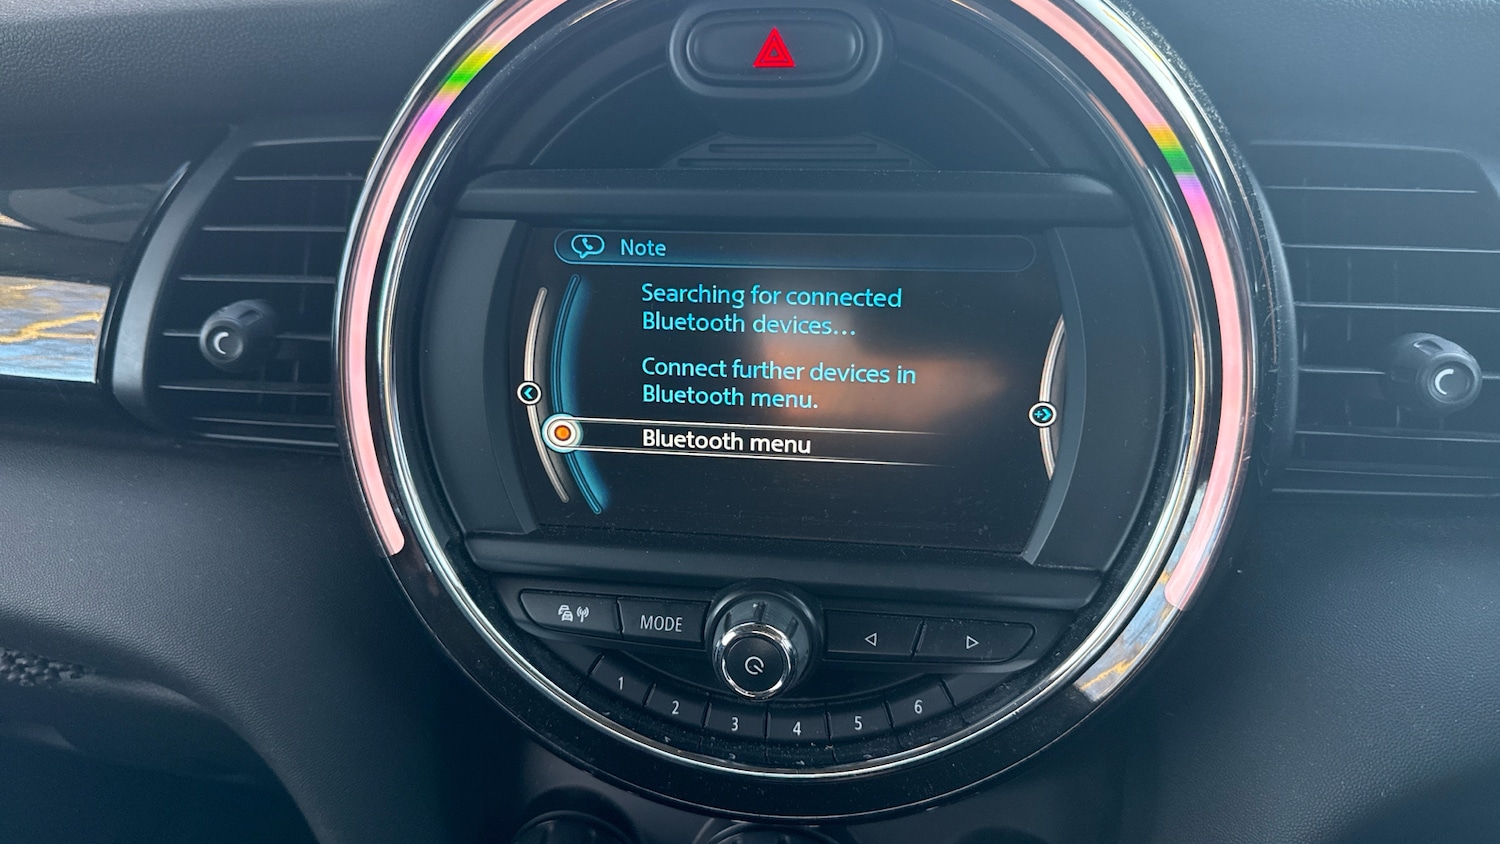 Note
Searching for connected
Bluetooth devices...
Connect further devices in
Bluetooth menu.
Bluetooth menu
MODE
1 2 3 4 5 6